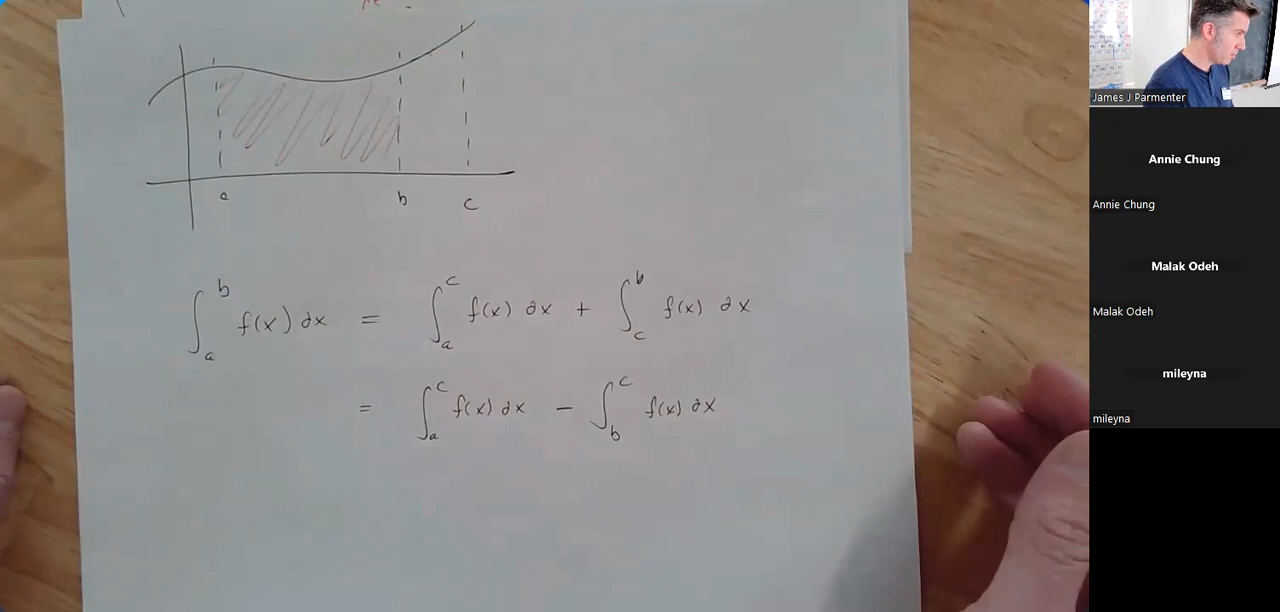 a b c
∫_a^b f(x) dx = ∫_a^c f(x) dx + ∫_c^b f(x) dx
= ∫_a^c f(x) dx − ∫_b^c f(x) dx
James J Parmenter
Annie Chung
Annie Chung
Malak Odeh
Malak Odeh
mileyna
mileyna